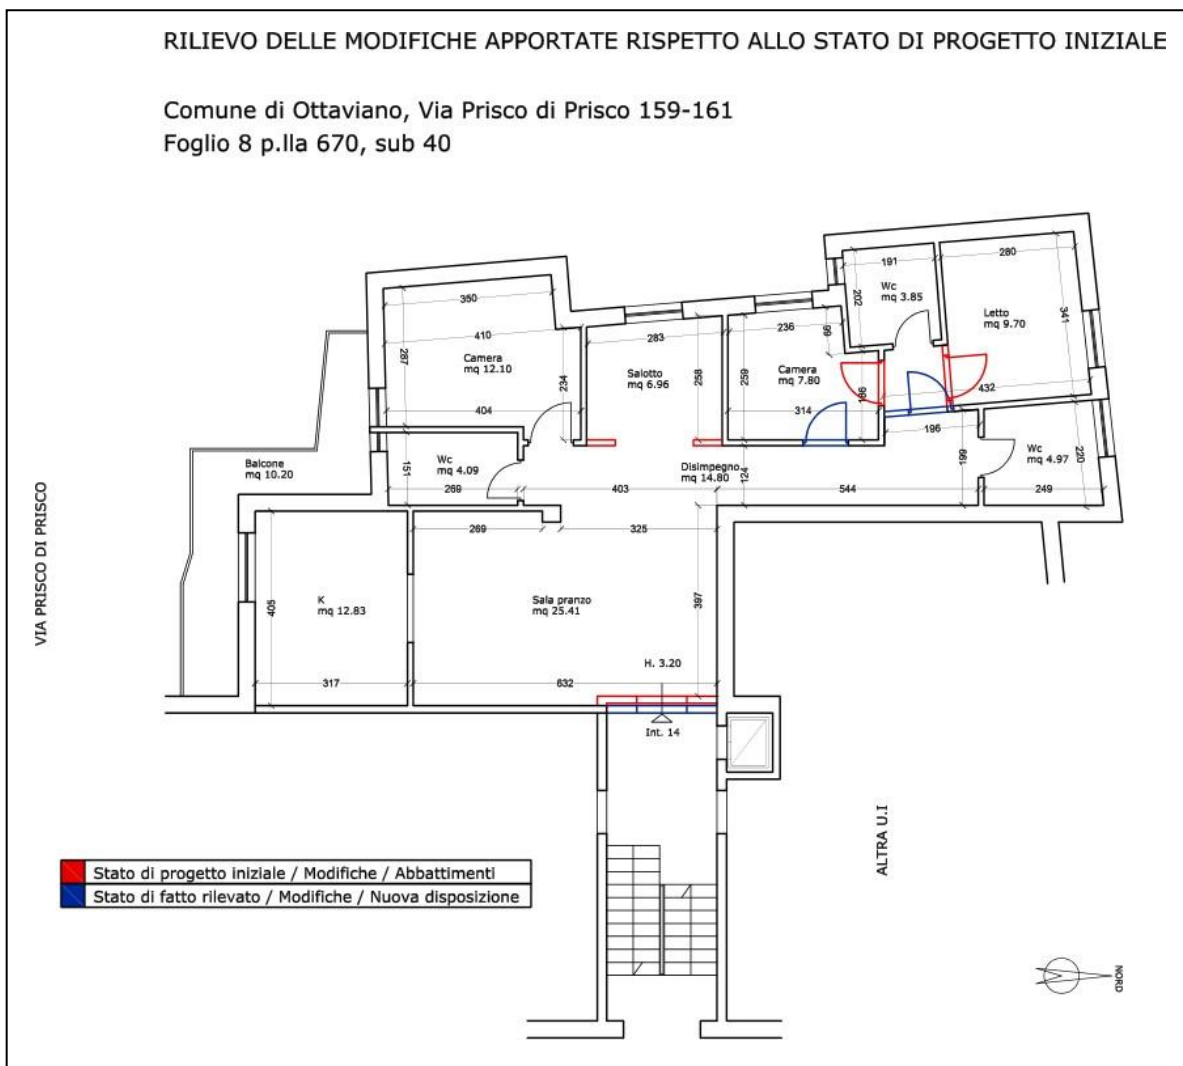 RILIEVO DELLE MODIFICHE APPORTATE RISPETTO ALLO STATO DI PROGETTO INIZIALE
Comune di Ottaviano, Via Prisco di Prisco 159-161
Foglio 8 p.lla 670, sub 40
191
280
202
Wc
mq 3.85
Letto
mq 9.70
341
350
410
287
Camera
mq 12.10
234
404
283
Salotto
mq 6.96
258
236
99
259
Camera
mq 7.80
314
186
432
196
199
Wc
mq 4.97
220
249
Balcone
mq 10.20
151
Wc
mq 4.09
269
403
Disimpegno
mq 14.80
124
544
269
325
VIA PRISCO DI PRISCO
405
K
mq 12.83
317
Sala pranzo
mq 25.41
397
H. 3.20
632
Int. 14
ALTRA U.I
Stato di progetto iniziale / Modifiche / Abbattimenti
Stato di fatto rilevato / Modifiche / Nuova disposizione
NORD